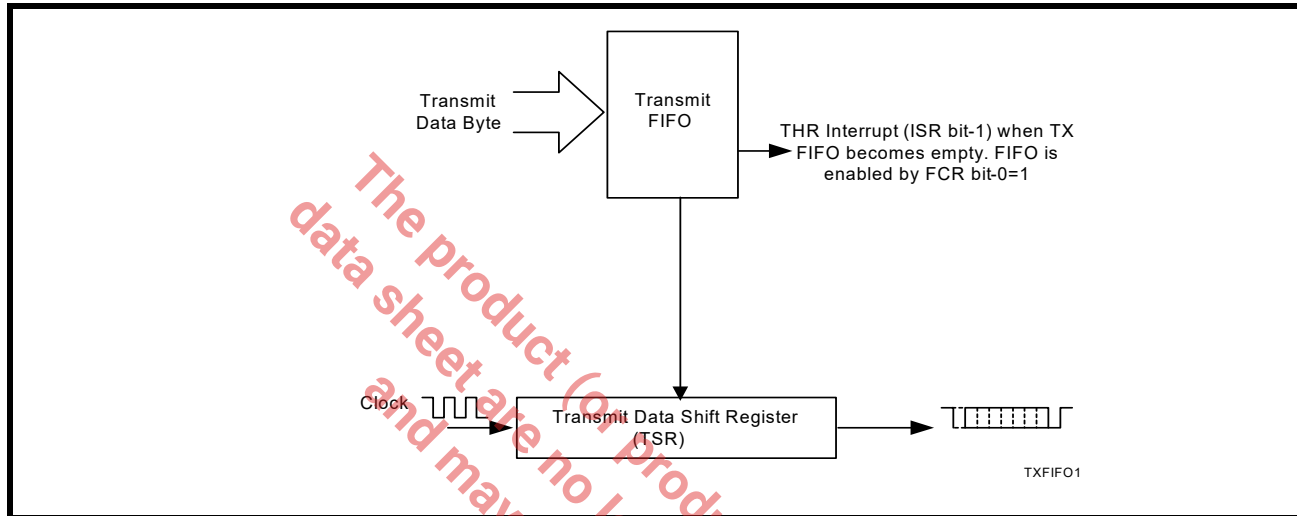 Transmit
Data Byte
Transmit
FIFO
THR Interrupt (ISR bit-1) when TX
FIFO becomes empty. FIFO is
enabled by FCR bit-0=1
Clock
Transmit Data Shift Register
(TSR)
TXFIFO1
The product (or
data sheet are no
and may